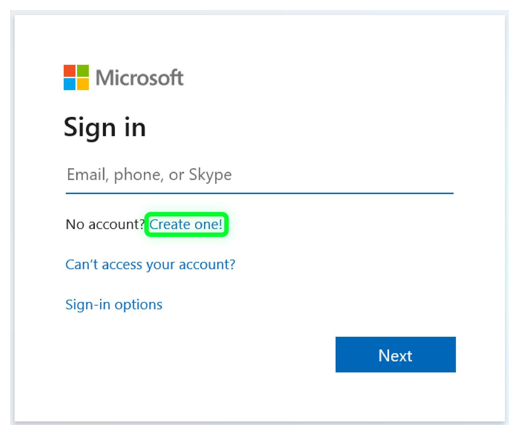 Microsoft
Sign in
Email, phone, or Skype
No account? Create one!
Can't access your account?
Sign-in options
Next